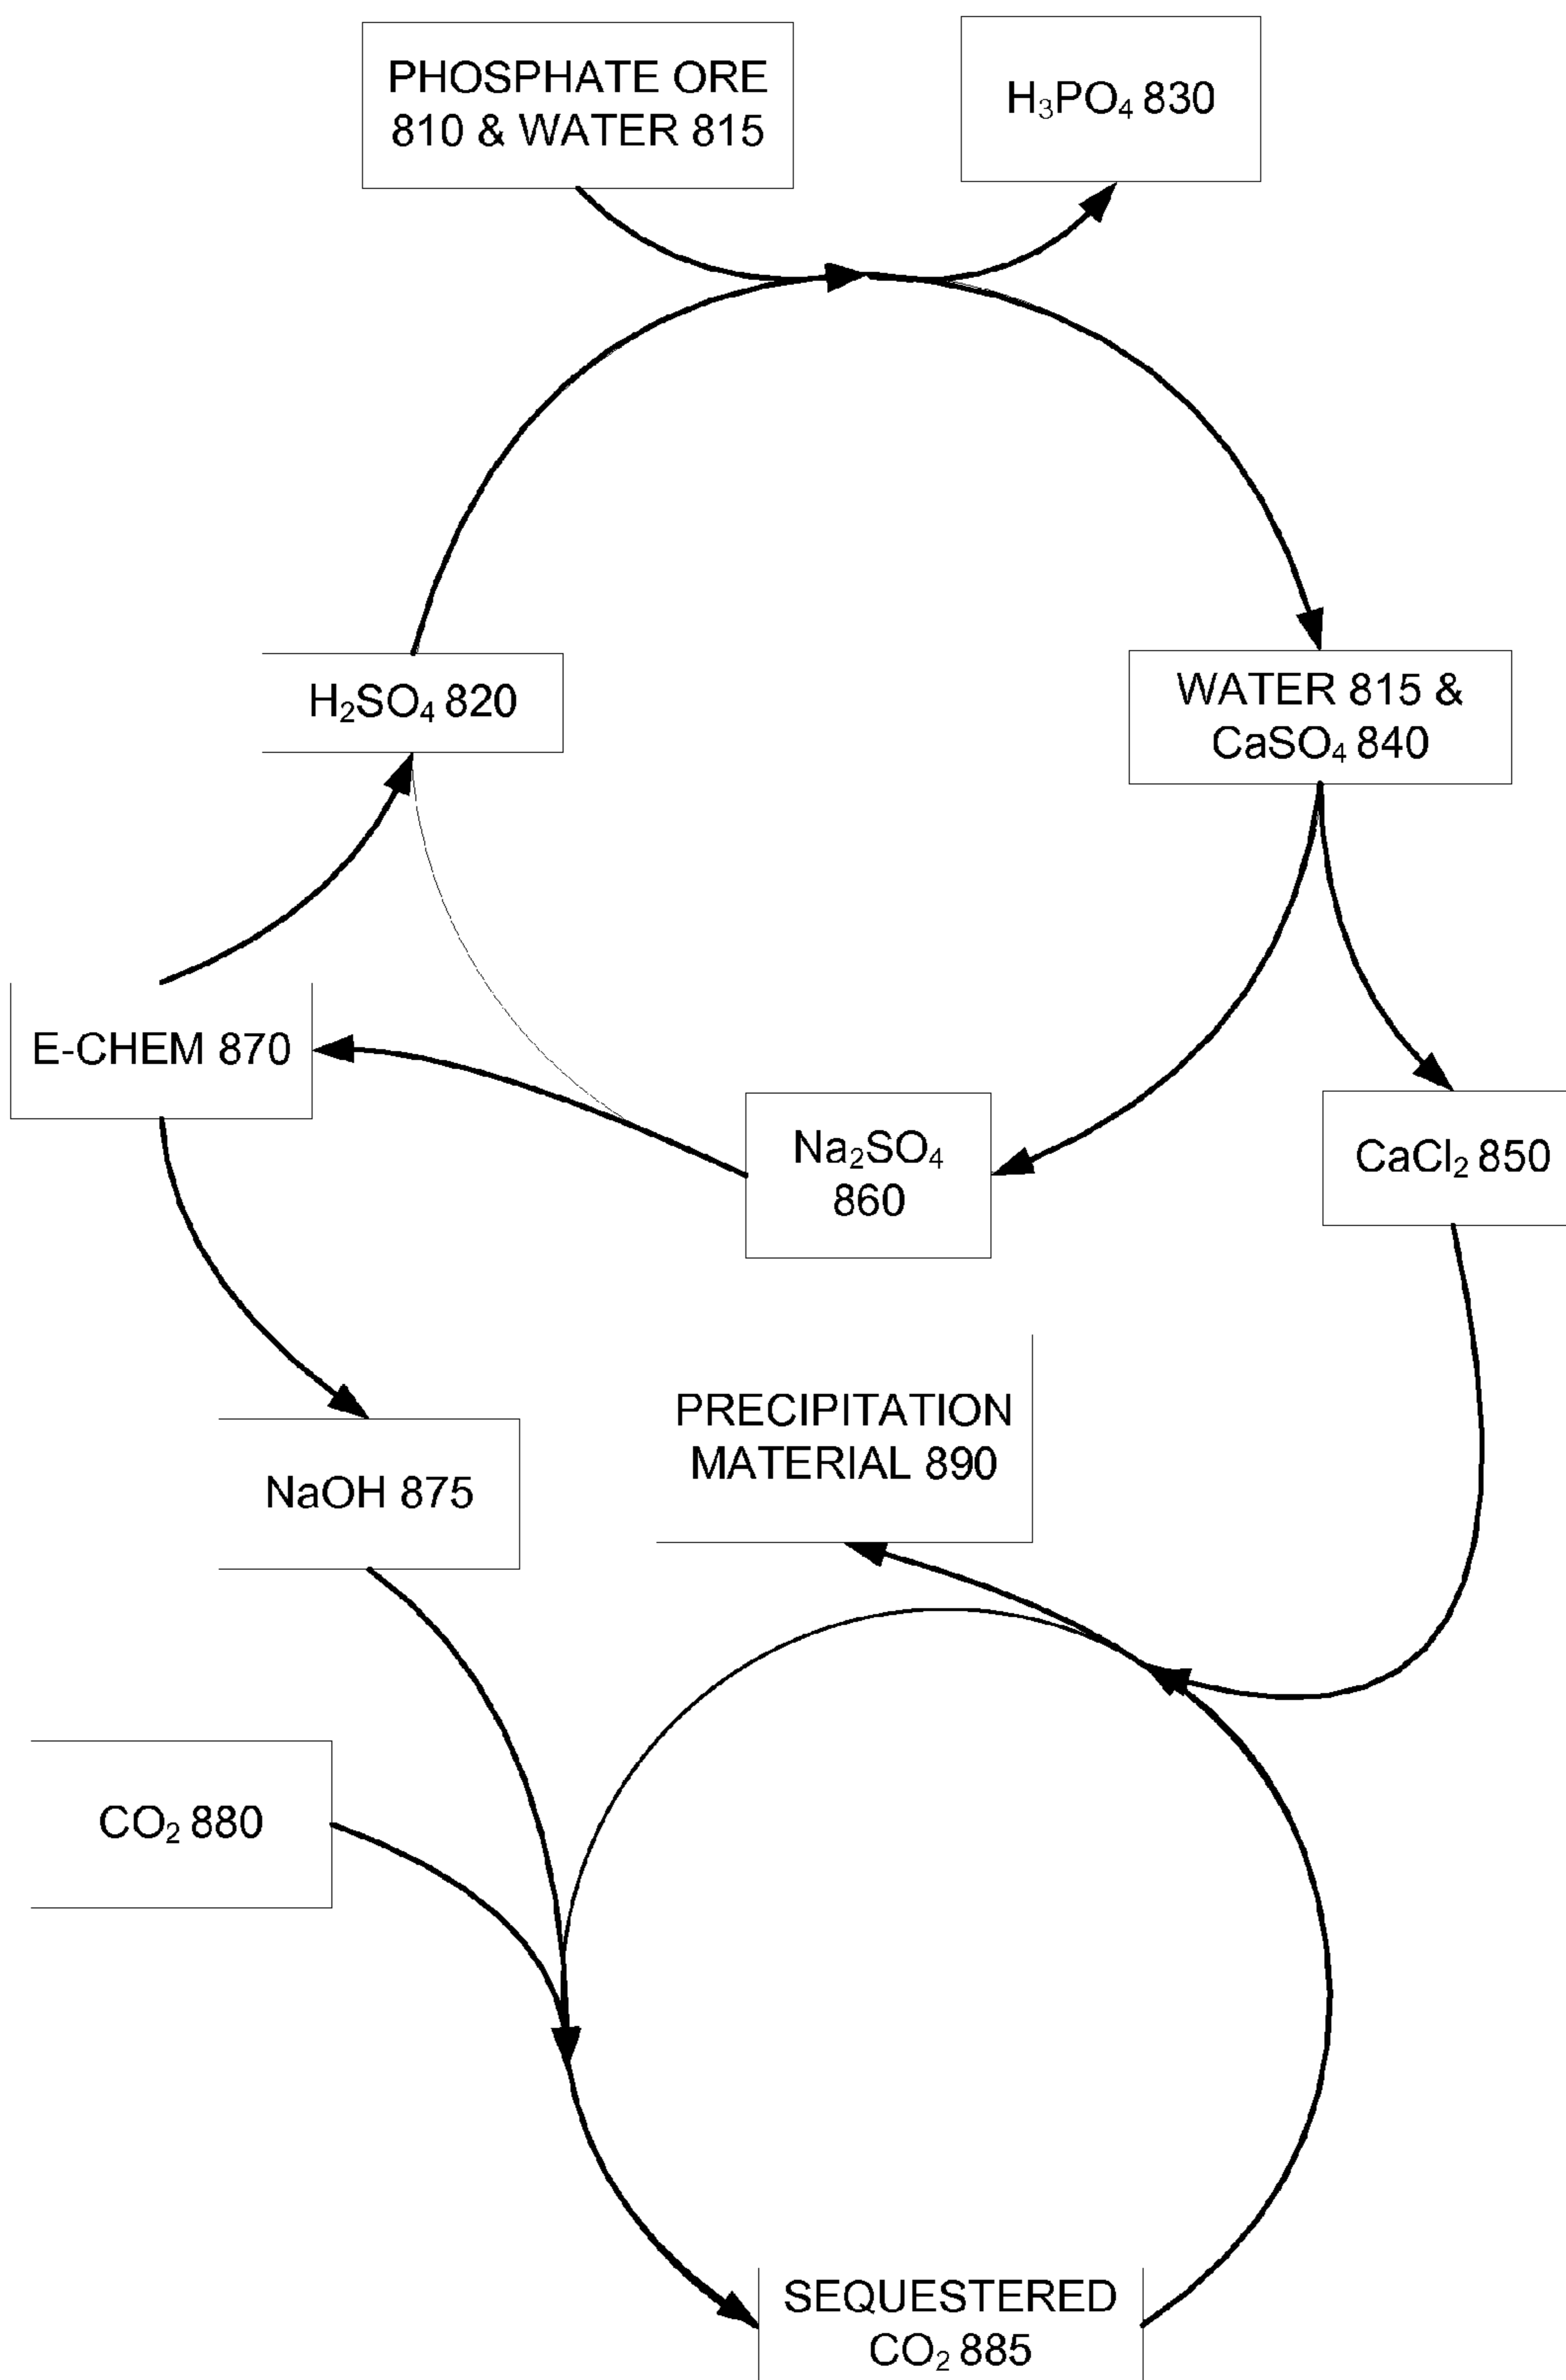 PHOSPHATE ORE
810 & WATER 815
H₃PO₄ 830
H₂SO₄ 820
WATER 815 &
CaSO₄ 840
E-CHEM 870
Na₂SO₄
860
CaCl₂ 850
PRECIPITATION
MATERIAL 890
NaOH 875
CO₂ 880
SEQUESTERED
CO₂ 885